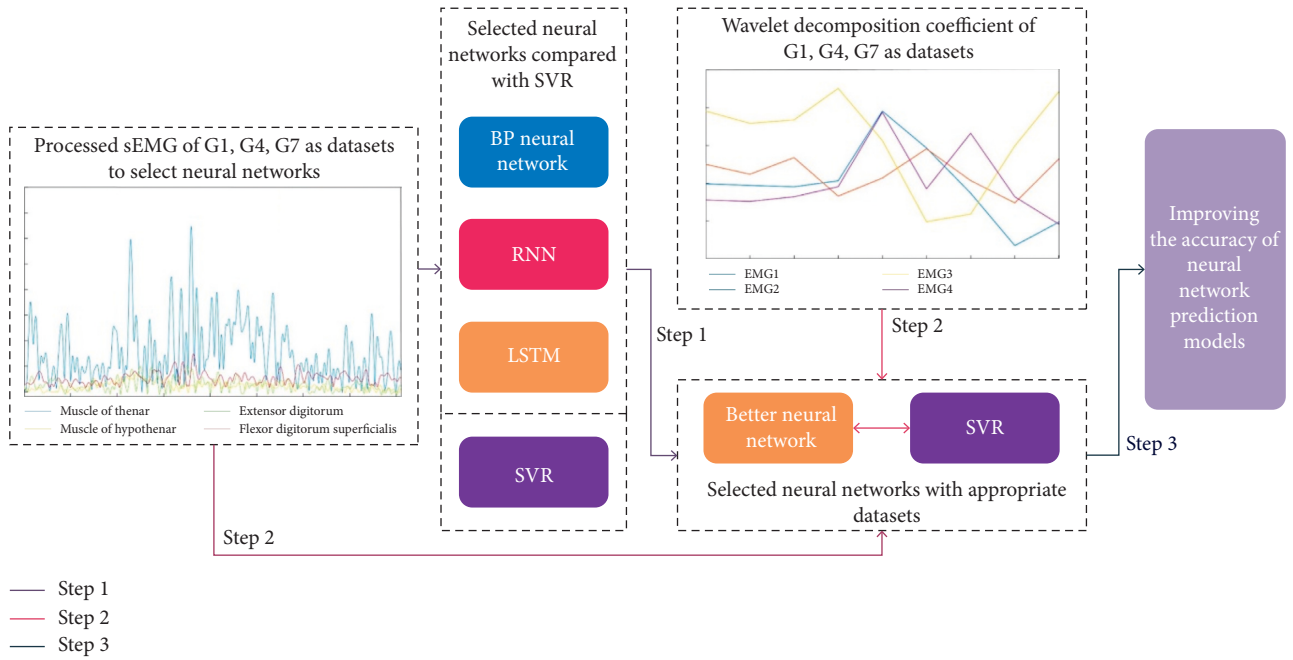 Processed sEMG of G1, G4, G7 as datasets
to select neural networks
Muscle of thenar
Muscle of hypothenar
Extensor digitorum
Flexor digitorum superficialis
Selected neural
networks compared
with SVR
BP neural
network
RNN
LSTM
SVR
Wavelet decomposition coefficient of
G1, G4, G7 as datasets
EMG1
EMG2
EMG3
EMG4
Step 1
Step 2
Better neural
network
SVR
Selected neural networks with appropriate
datasets
Step 2
Step 3
Improving
the accuracy of
neural
network
prediction
models
Step 1
Step 2
Step 3